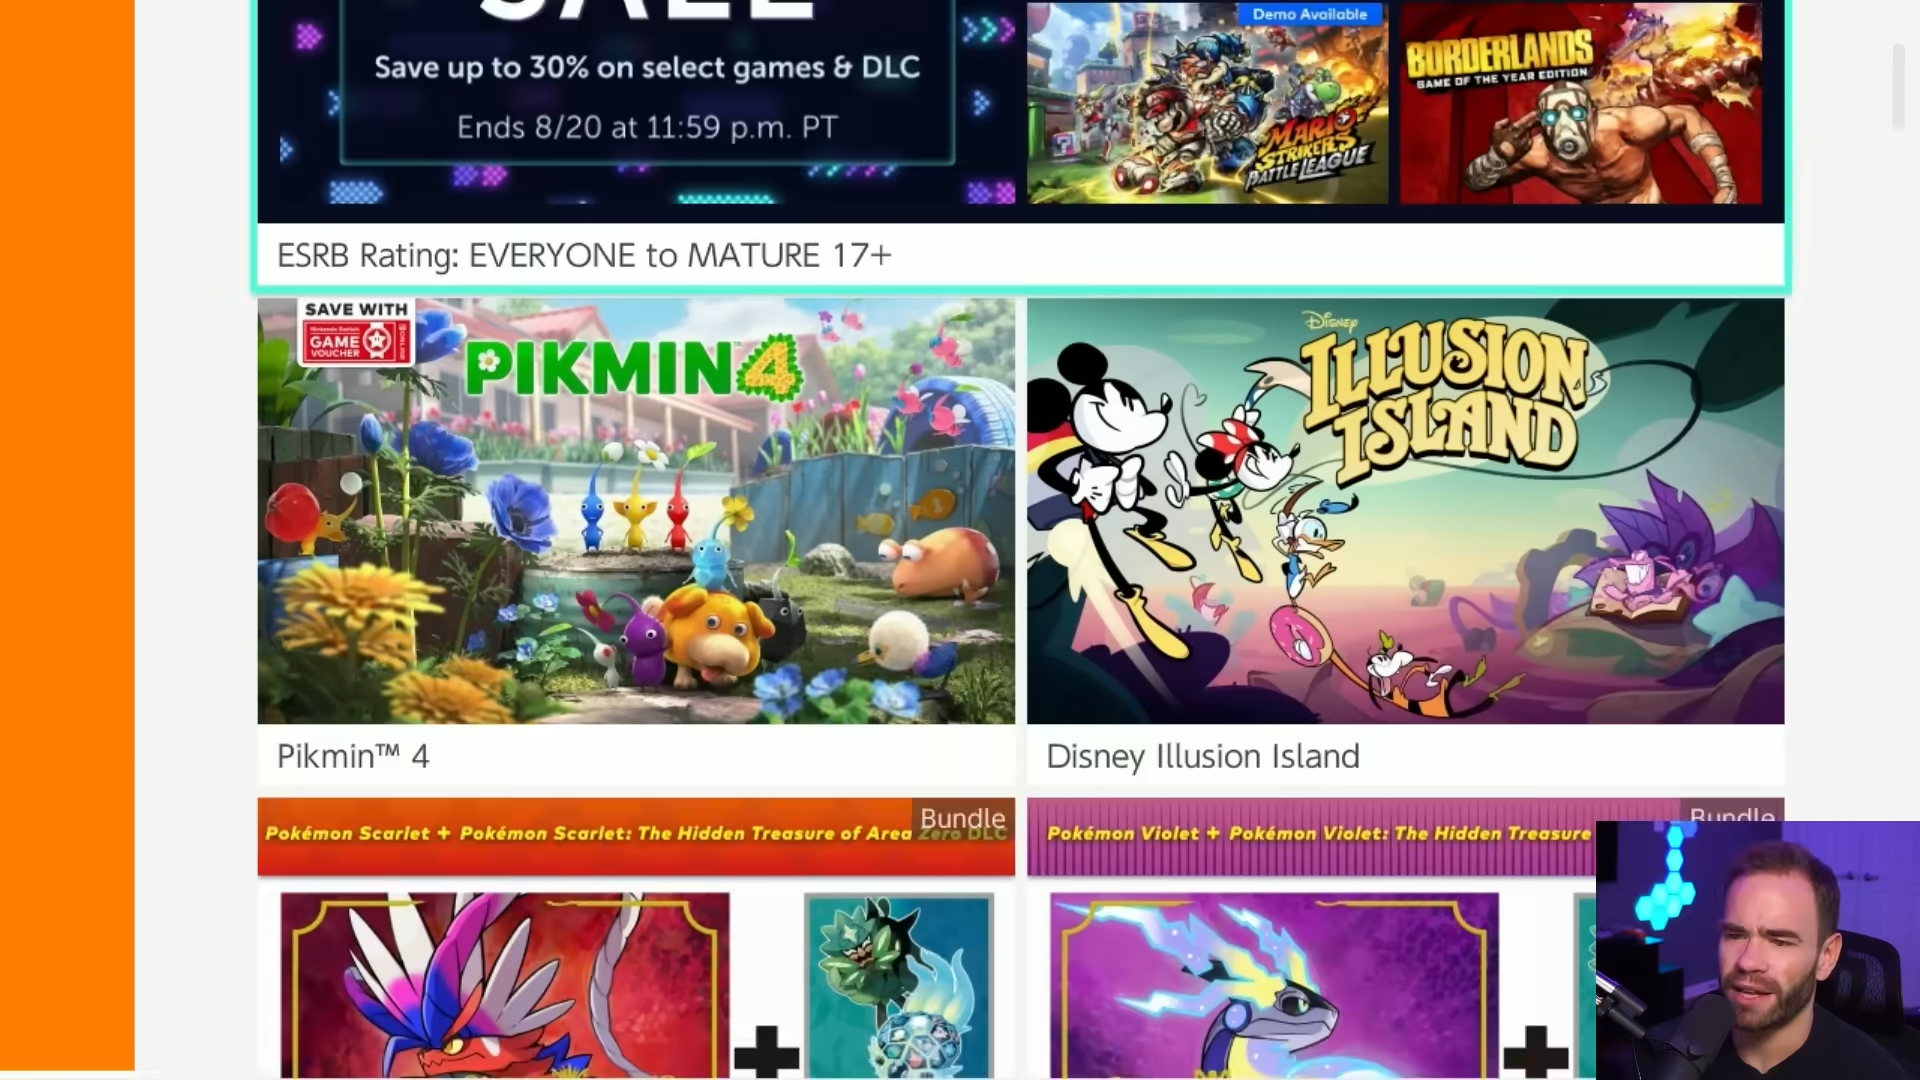 SALE
Save up to 30% on select games & DLC
Ends 8/20 at 11:59 p.m. PT
Demo Available
MARIO
STRIKERS
BATTLE LEAGUE
BORDERLANDS
GAME OF THE YEAR EDITION
ESRB Rating: EVERYONE to MATURE 17+
SAVE WITH
GAME
VOUCHER
PIKMIN 4
Disney
ILLUSION
ISLAND
Pikmin™ 4
Disney Illusion Island
Bundle
Pokémon Scarlet + Pokémon Scarlet: The Hidden Treasure of Area Zero DLC
Bundle
Pokémon Violet + Pokémon Violet: The Hidden Treasure